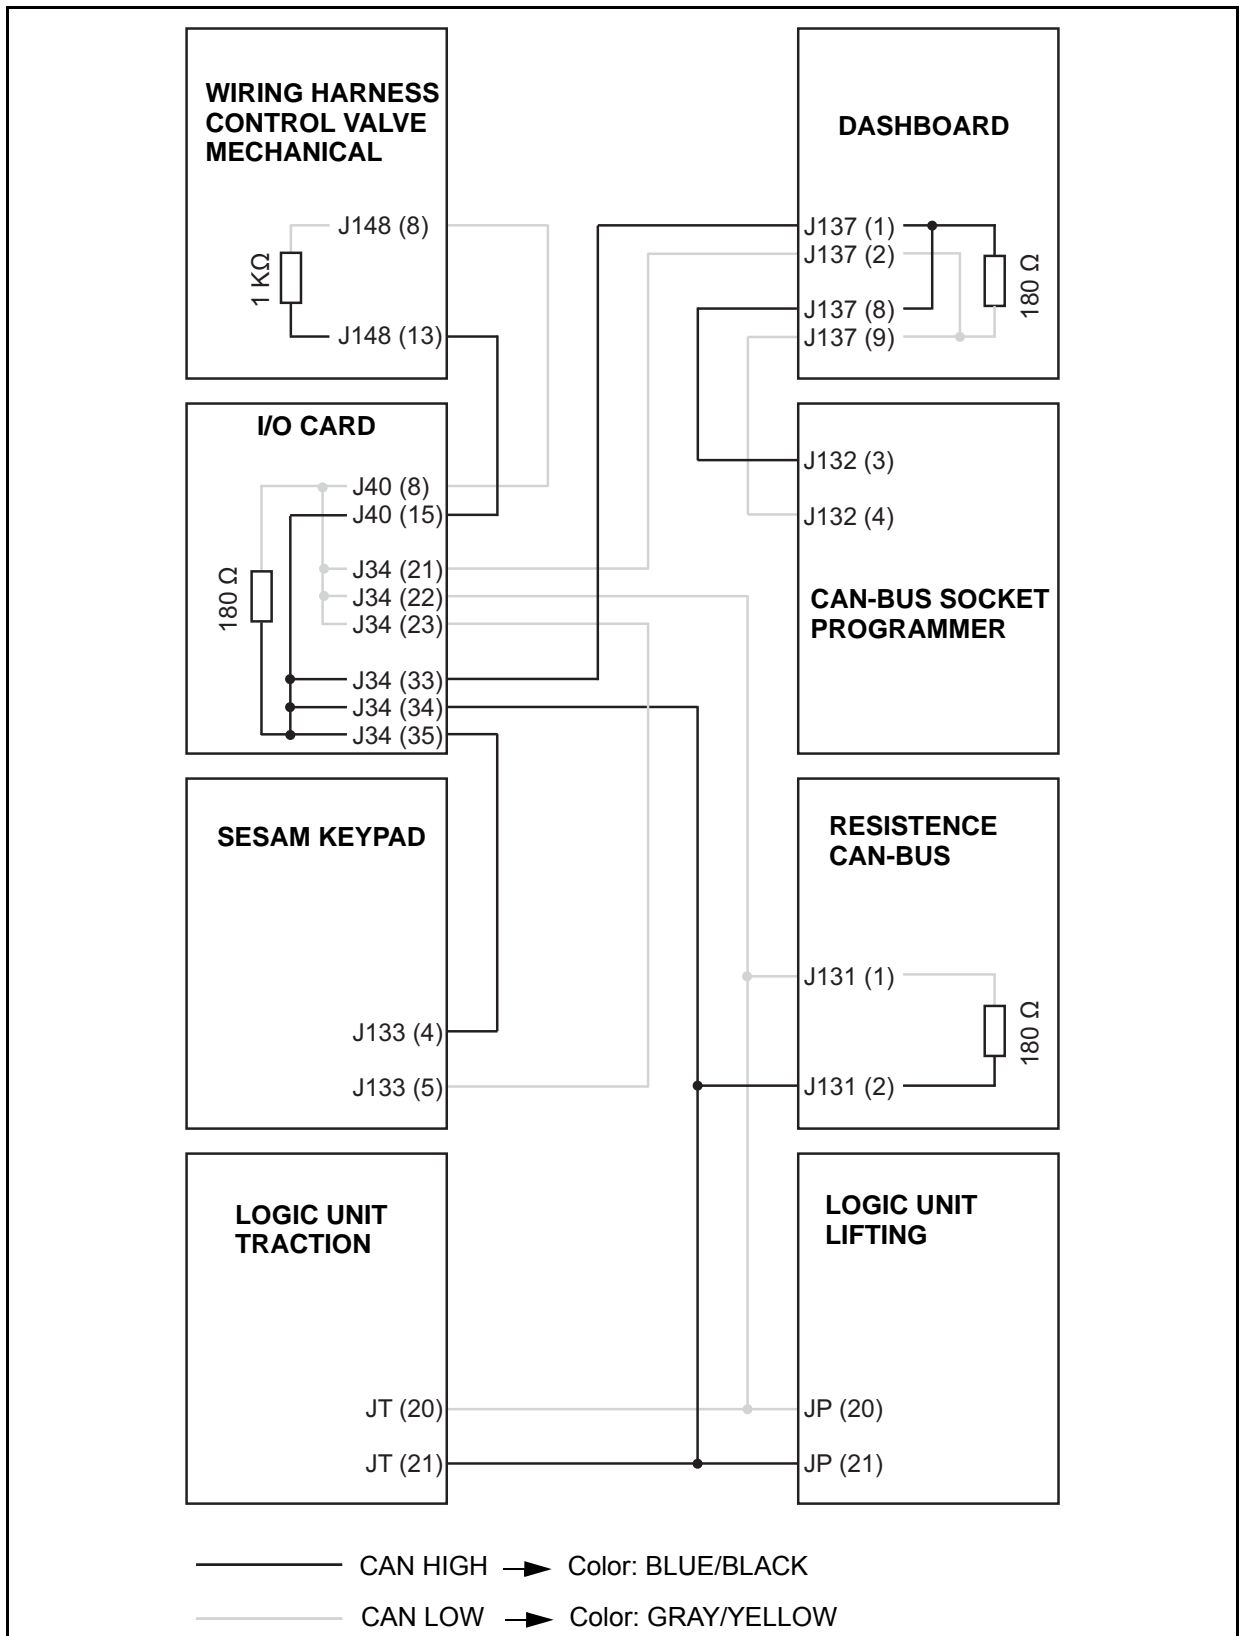 WIRING HARNESS
CONTROL VALVE
MECHANICAL
J148 (8)
1 KΩ
J148 (13)
DASHBOARD
J137 (1)
J137 (2)
180 Ω
J137 (8)
J137 (9)
I/O CARD
J40 (8)
J40 (15)
J34 (21)
180 Ω
J34 (22)
J34 (23)
J34 (33)
J34 (34)
J34 (35)
J132 (3)
J132 (4)
CAN-BUS SOCKET
PROGRAMMER
SESAM KEYPAD
J133 (4)
J133 (5)
RESISTENCE
CAN-BUS
J131 (1)
180 Ω
J131 (2)
LOGIC UNIT
TRACTION
JT (20)
JT (21)
LOGIC UNIT
LIFTING
JP (20)
JP (21)
CAN HIGH Color: BLUE/BLACK
CAN LOW Color: GRAY/YELLOW